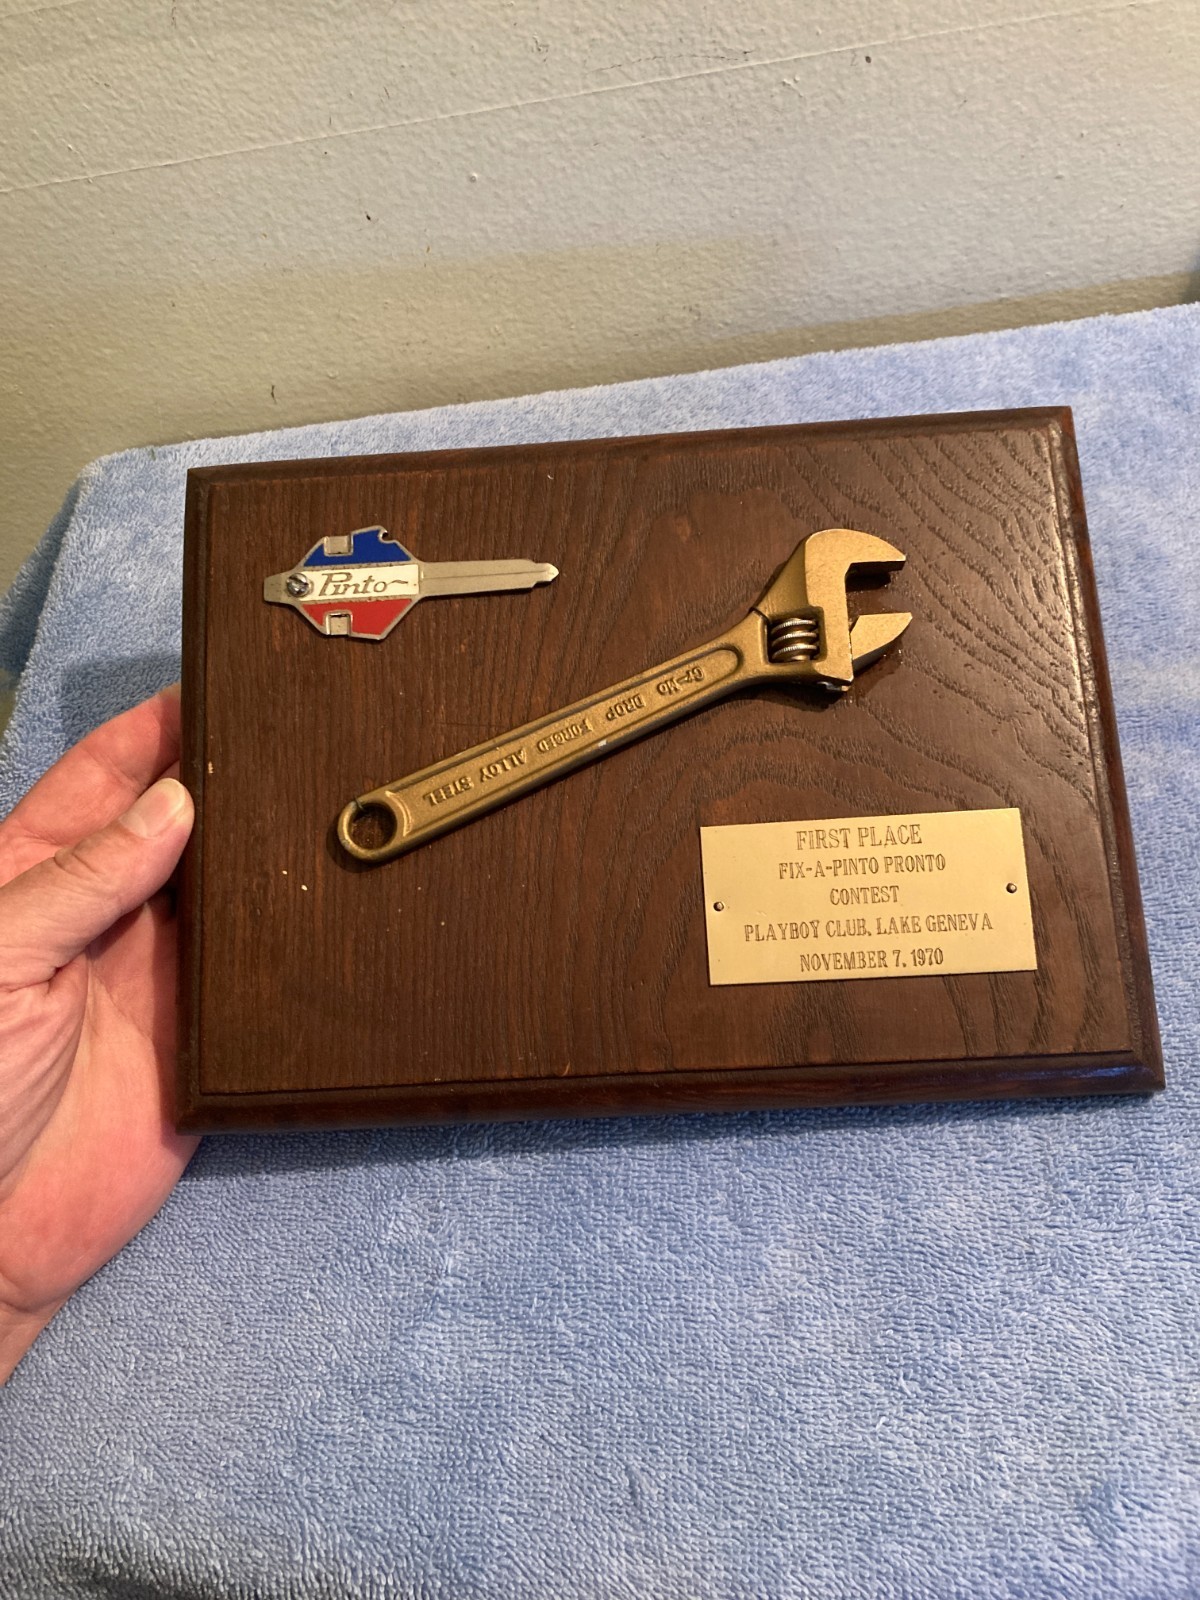 Pinto
Cr-Mo DROP FORGED ALLOY STEEL
FIRST PLACE
FIX-A-PINTO PRONTO
CONTEST
PLAYBOY CLUB, LAKE GENEVA
NOVEMBER 7, 1970